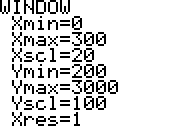 WINDOW
Xmin=0
Xmax=300
Xscl=20
Ymin=200
Ymax=3000
Yscl=100
Xres=1